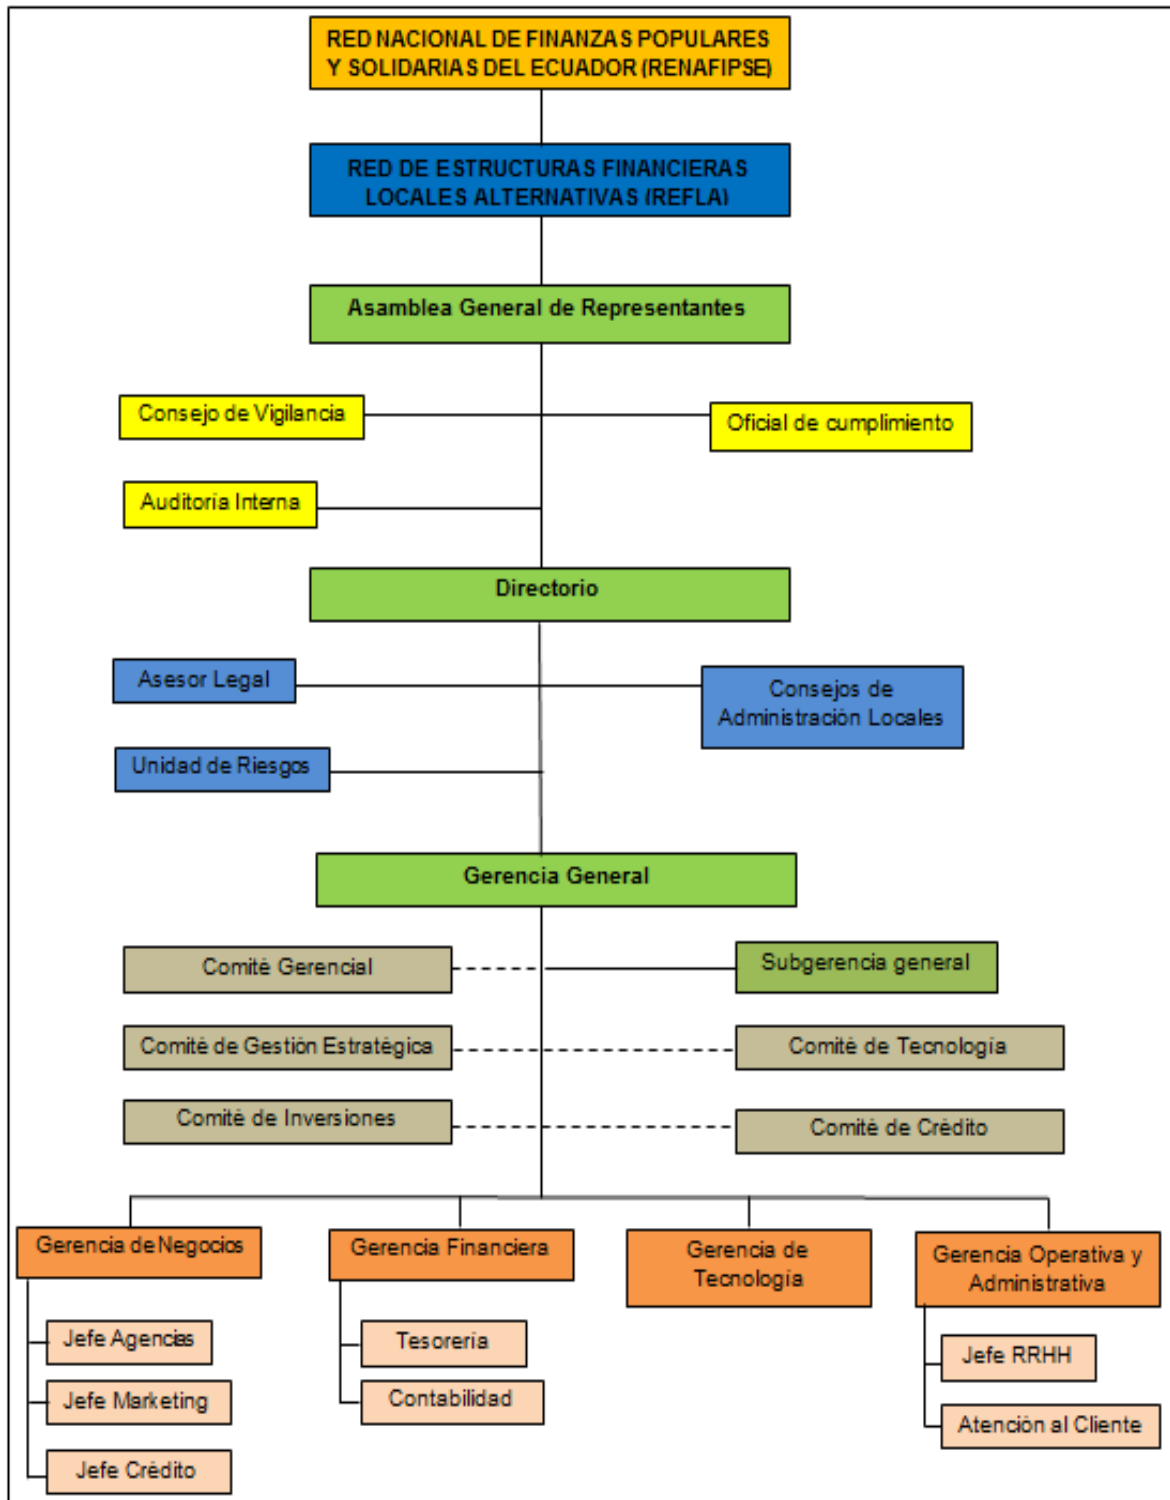 RED NACIONAL DE FINANZAS POPULARES
Y SOLIDARIAS DEL ECUADOR (RENAFIPSE)
RED DE ESTRUCTURAS FINANCIERAS
LOCALES ALTERNATIVAS (REFLA)
Asamblea General de Representantes
Consejo de Vigilancia
Oficial de cumplimiento
Auditoría Interna
Directorio
Asesor Legal
Consejos de
Administración Locales
Unidad de Riesgos
Gerencia General
Comité Gerencial
Subgerencia general
Comité de Gestión Estratégica
Comité de Tecnología
Comité de Inversiones
Comité de Crédito
Gerencia de Negocios
Gerencia Financiera
Gerencia de
Tecnología
Gerencia Operativa y
Administrativa
Jefe Agencias
Jefe Marketing
Jefe Crédito
Tesorería
Contabilidad
Jefe RRHH
Atención al Cliente